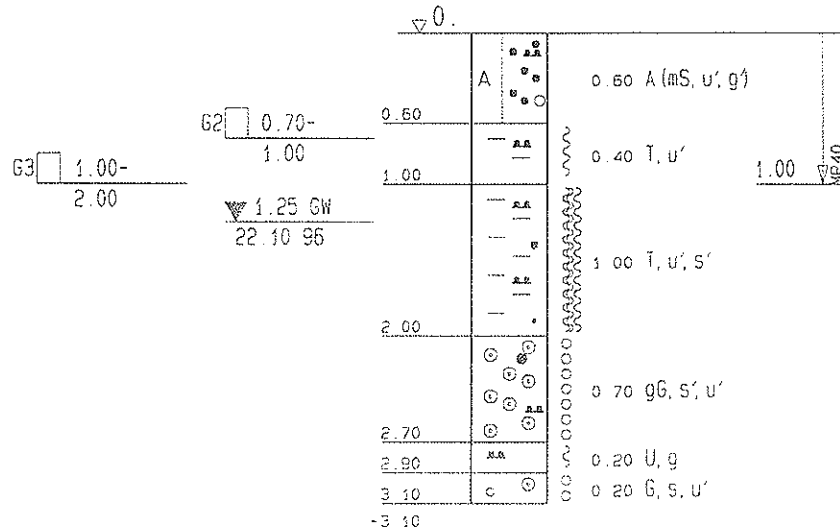 0.
A
0.60 A (mS, u', g')
0.60
G2 0.70-
1.00
0.40 T, u'
1.00
G3 1.00-
2.00
1.00
1.25 GW
22.10 96
1 00 T, u', s'
2.00
0 70 gG, s', u'
2.70
0.20 U, g
2.90
0 20 G, s, u'
3.10
-3 10